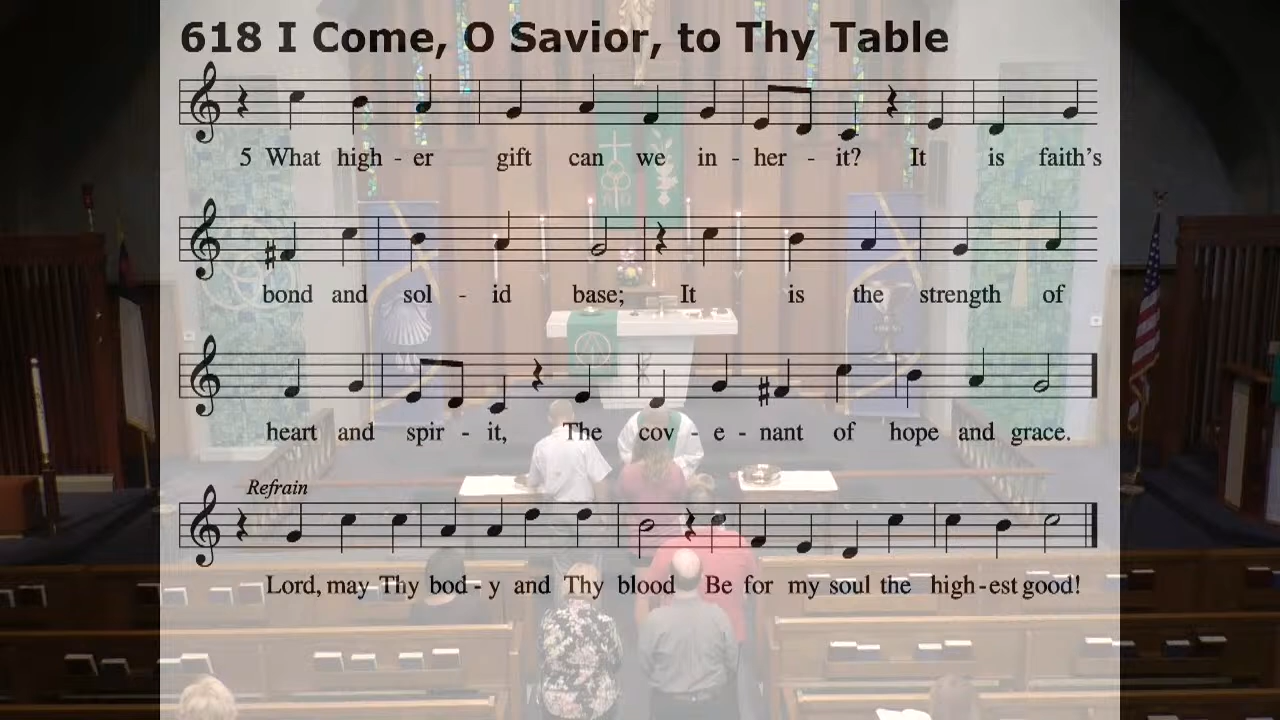 618 I Come, O Savior, to Thy Table
5 What high - er gift can we in - her - it? It is faith's
bond and sol - id base; It is the strength of
heart and spir - it, The cov - e - nant of hope and grace.
Refrain
Lord, may Thy bod - y and Thy blood Be for my soul the high - est good!